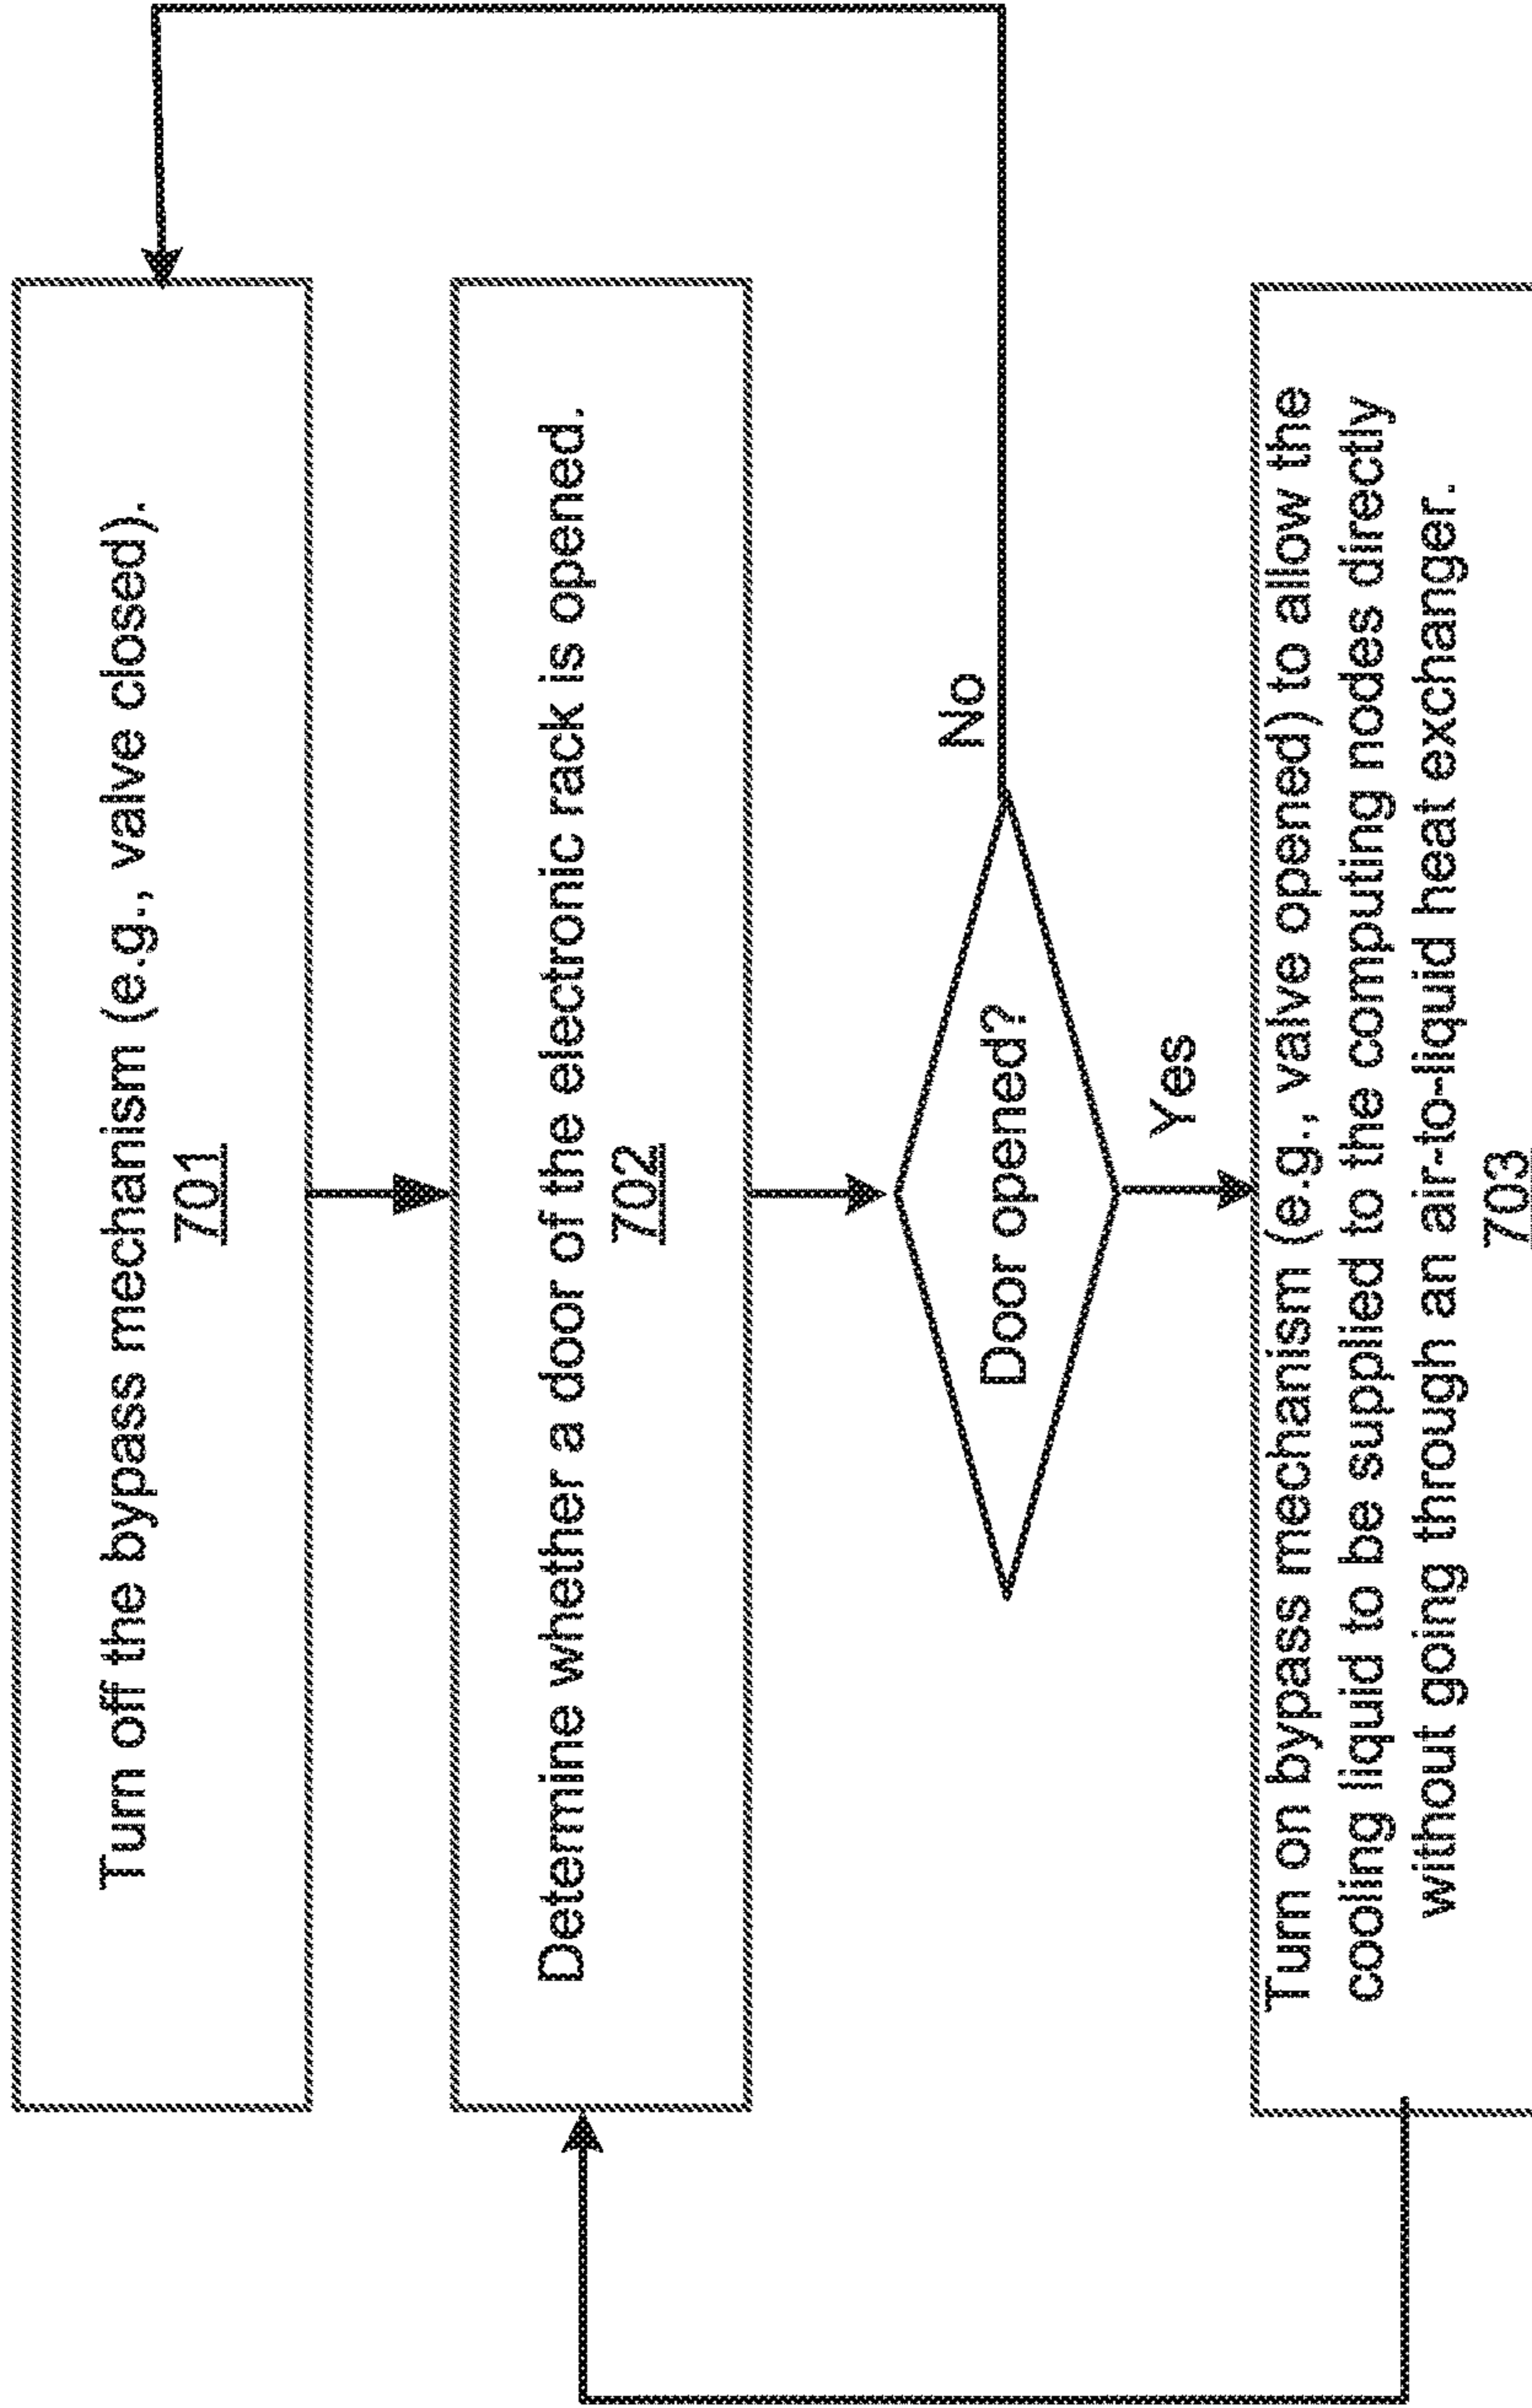 Turn off the bypass mechanism (e.g., valve closed).
701
Determine whether a door of the electronic rack is opened.
702
Door opened?
No
Yes
Turn on bypass mechanism (e.g., valve opened) to allow the
cooling liquid to be supplied to the computing nodes directly
without going through an air-to-liquid heat exchanger.
703